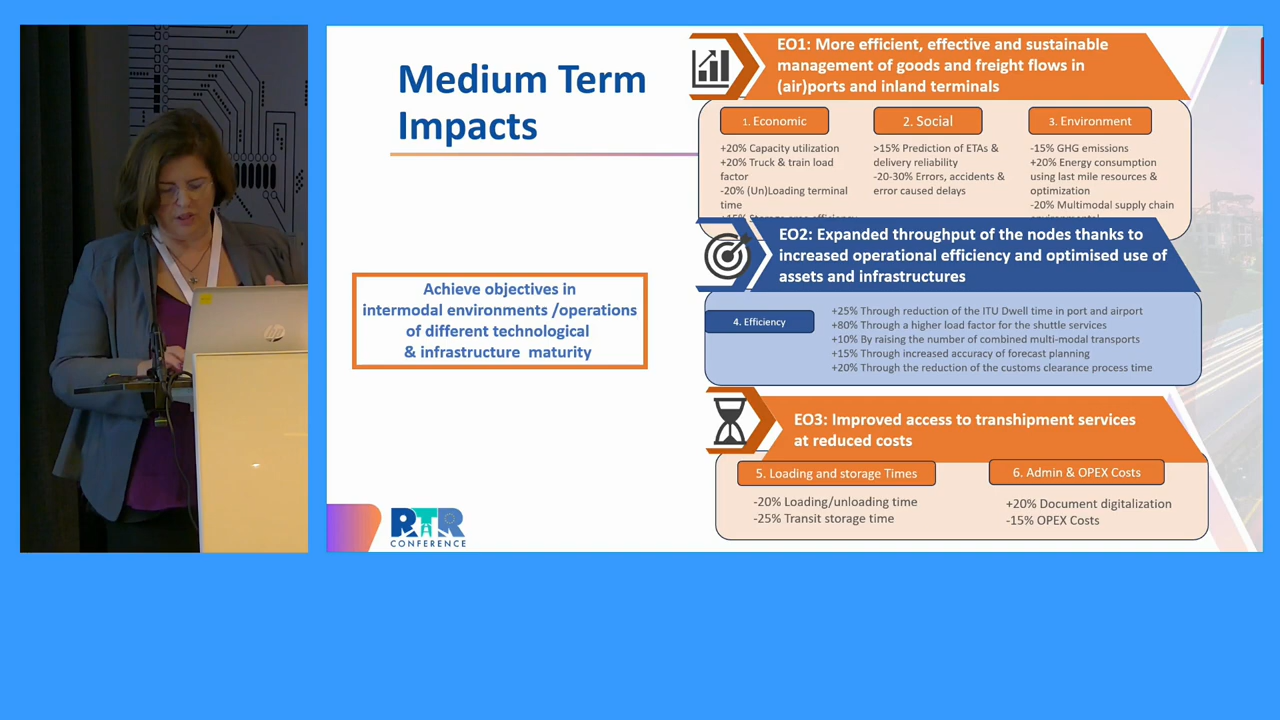 Medium Term
Impacts
Achieve objectives in
intermodal environments /operations
of different technological
& infrastructure maturity
RTR
CONFERENCE
EO1: More efficient, effective and sustainable
management of goods and freight flows in
(air)ports and inland terminals
1. Economic
+20% Capacity utilization
+20% Truck & train load
factor
-20% (Un)Loading terminal
time
+15% Storage area efficiency
2. Social
>15% Prediction of ETAs &
delivery reliability
-20-30% Errors, accidents &
error caused delays
3. Environment
-15% GHG emissions
+20% Energy consumption
using last mile resources &
optimization
-20% Multimodal supply chain
environmental
EO2: Expanded throughput of the nodes thanks to
increased operational efficiency and optimised use of
assets and infrastructures
4. Efficiency
+25% Through reduction of the ITU Dwell time in port and airport
+80% Through a higher load factor for the shuttle services
+10% By raising the number of combined multi-modal transports
+15% Through increased accuracy of forecast planning
+20% Through the reduction of the customs clearance process time
EO3: Improved access to transhipment services
at reduced costs
5. Loading and storage Times
-20% Loading/unloading time
-25% Transit storage time
6. Admin & OPEX Costs
+20% Document digitalization
-15% OPEX Costs
hp